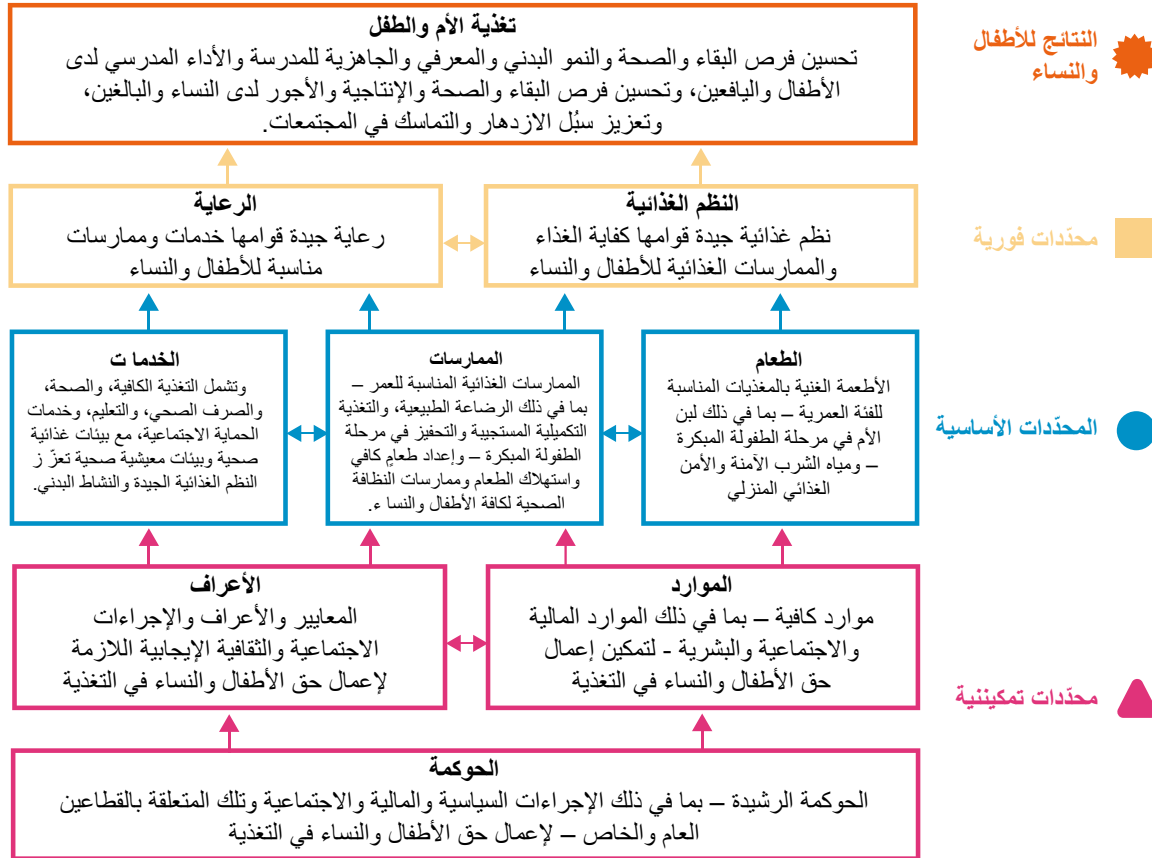 تغذية الأم والطفل
تحسين فرص البقاء والصحة والنمو البدني والمعرفي والجاهزية للمدرسة والأداء المدرسي لدى
الأطفال واليافعين، وتحسين فرص البقاء والصحة والإنتاجية والأجور لدى النساء والبالغين،
وتعزيز سبُل الازدهار والتماسك في المجتمعات.
النتائج للأطفال
والنساء
النظم الغذائية
نظم غذائية جيدة قوامها كفاية الغذاء
والممارسات الغذائية للأطفال والنساء
الرعاية
رعاية جيدة قوامها خدمات وممارسات
مناسبة للأطفال والنساء
محدّدات فورية
الطعام
الأطعمة الغنية بالمغذيات المناسبة
للفئة العمرية – بما في ذلك لبن
الأم في مرحلة الطفولة المبكرة
– ومياه الشرب الآمنة والأمن
الغذائي المنزلي
الممارسات
الممارسات الغذائية المناسبة للعمر –
بما في ذلك الرضاعة الطبيعية، والتغذية
التكميلية المستجيبة والتحفيز في مرحلة
الطفولة المبكرة – وإعداد طعامٍ كافي
واستهلاك الطعام وممارسات النظافة
الصحية لكافة الأطفال والنسا ء.
الخدما ت
وتشمل التغذية الكافية، والصحة،
والصرف الصحي، والتعليم، وخدمات
الحماية الاجتماعية، مع بيئات غذائية
صحية وبيئات معيشية صحية تعزّ ز
النظم الغذائية الجيدة والنشاط البدني.
المحدّدات الأساسية
الموارد
موارد كافية – بما في ذلك الموارد المالية
والاجتماعية والبشرية - لتمكين إعمال
حق الأطفال والنساء في التغذية
الأعراف
المعايير والأعراف والإجراءات
الاجتماعية والثقافية الإيجابية اللازمة
لإعمال حق الأطفال والنساء في التغذية
محدّدات تمكيننية
الحوكمة
الحوكمة الرشيدة – بما في ذلك الإجراءات السياسية والمالية والاجتماعية وتلك المتعلقة بالقطاعين
العام والخاص – لإعمال حق الأطفال والنساء في التغذية